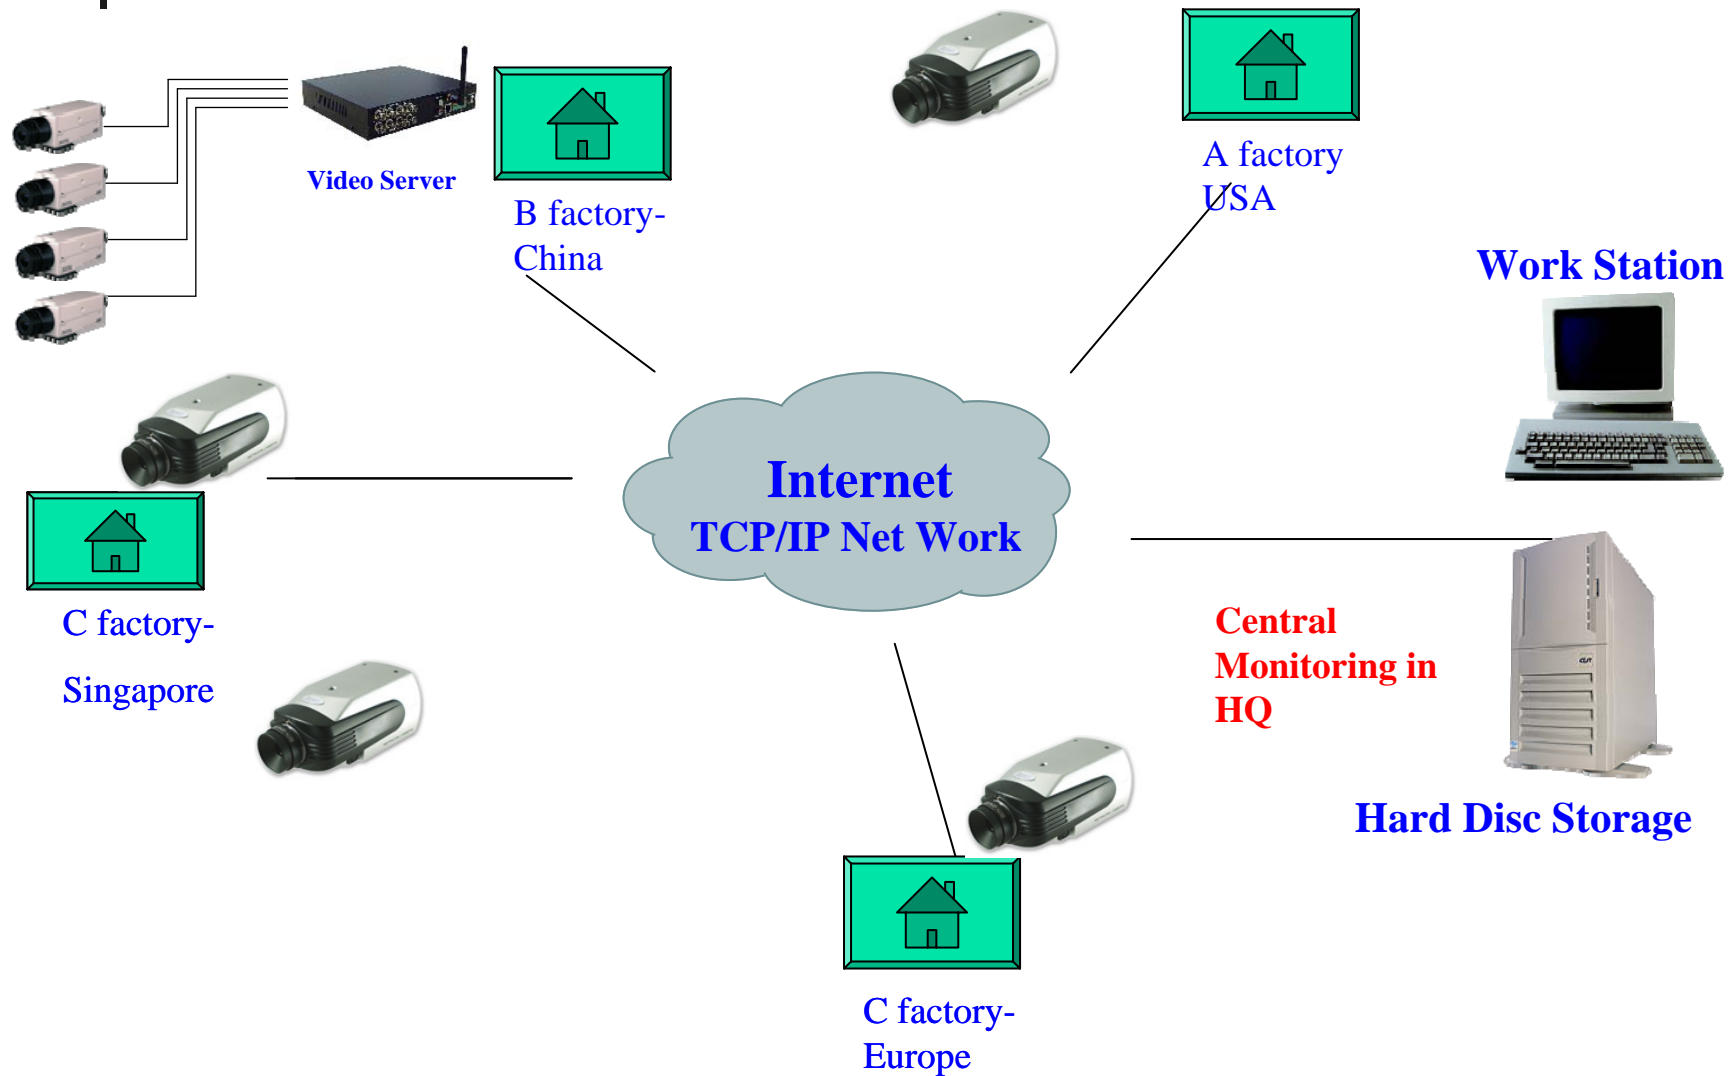 Video Server
B factory-
China
A factory
USA
Work Station
Internet
TCP/IP Net Work
C factory-
Singapore
Central
Monitoring in
HQ
Hard Disc Storage
C factory-
Europe